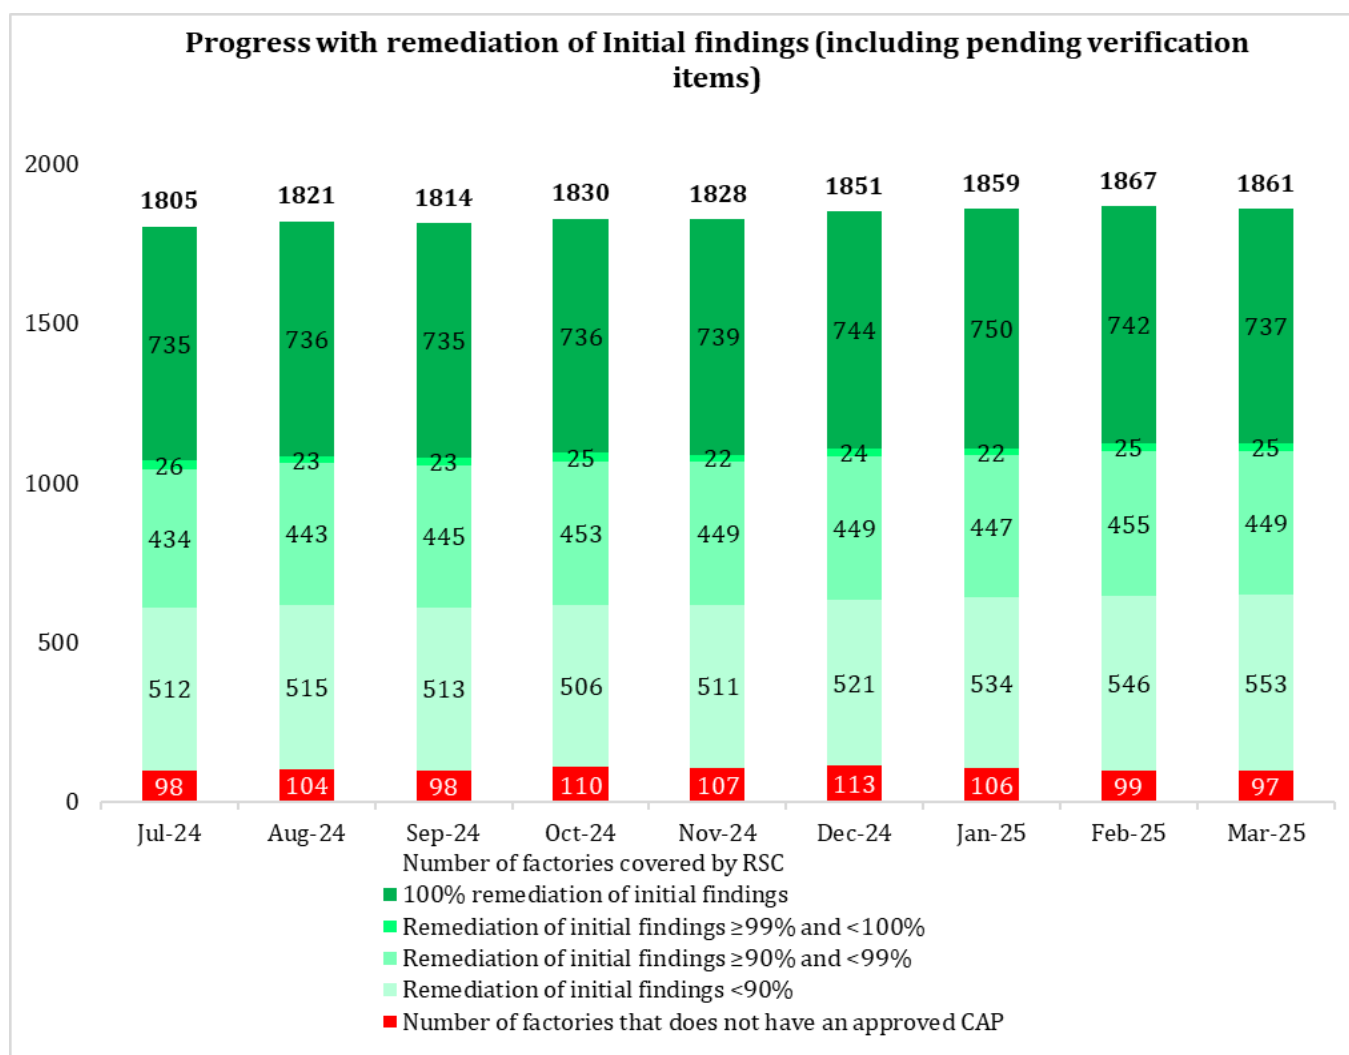 Progress with remediation of Initial findings (including pending verification
items)
2000
1805 1821 1814 1830 1828 1851 1859 1867 1861
1500
735 736 735 736 739 744 750 742 737
26 23 23 25 22 24 22 25 25
1000
434 443 445 453 449 449 447 455 449
500
512 515 513 506 511 521 534 546 553
98 104 98 110 107 113 106 99 97
0
Jul-24 Aug-24 Sep-24 Oct-24 Nov-24 Dec-24 Jan-25 Feb-25 Mar-25
Number of factories covered by RSC
100% remediation of initial findings
Remediation of initial findings ≥99% and <100%
Remediation of initial findings ≥90% and <99%
Remediation of initial findings <90%
Number of factories that does not have an approved CAP